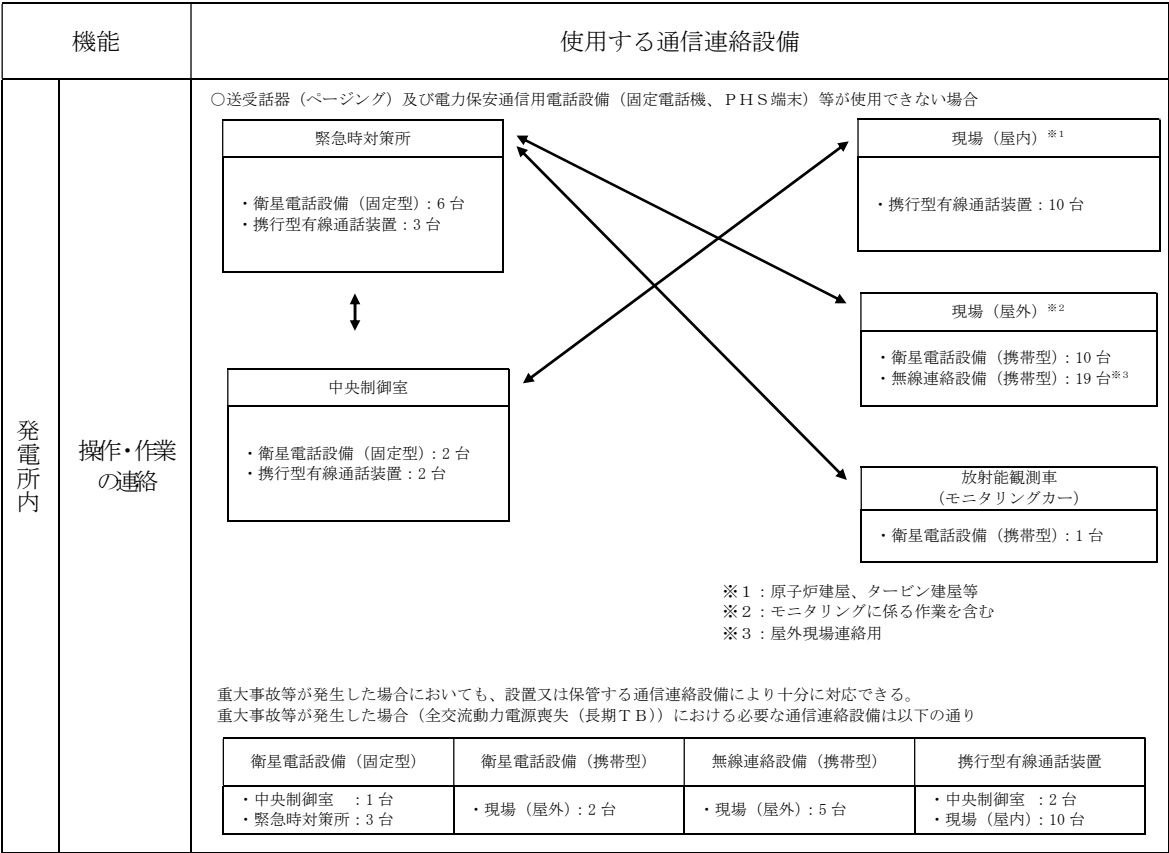 機能
使用する通信連絡設備
発電所内
操作・作業
の連絡
○送受話器（ページング）及び電力保安通信用電話設備（固定電話機、ＰＨＳ端末）等が使用できない場合
緊急時対策所
・衛星電話設備（固定型）：6 台
・携行型有線通話装置：3 台
現場（屋内）※1
・携行型有線通話装置：10 台
現場（屋外）※2
・衛星電話設備（携帯型）：10 台
・無線連絡設備（携帯型）：19 台※3
中央制御室
・衛星電話設備（固定型）：2 台
・携行型有線通話装置：2 台
放射能観測車
（モニタリングカー）
・衛星電話設備（携帯型）：1 台
※１：原子炉建屋、タービン建屋等
※２：モニタリングに係る作業を含む
※３：屋外現場連絡用
重大事故等が発生した場合においても、設置又は保管する通信連絡設備により十分に対応できる。
重大事故等が発生した場合（全交流動力電源喪失（長期ＴＢ））における必要な通信連絡設備は以下の通り
衛星電話設備（固定型）
衛星電話設備（携帯型）
無線連絡設備（携帯型）
携行型有線通話装置
・中央制御室　：1 台
・緊急時対策所：3 台
・現場（屋外）：2 台
・現場（屋外）：5 台
・中央制御室　：2 台
・現場（屋内）：10 台